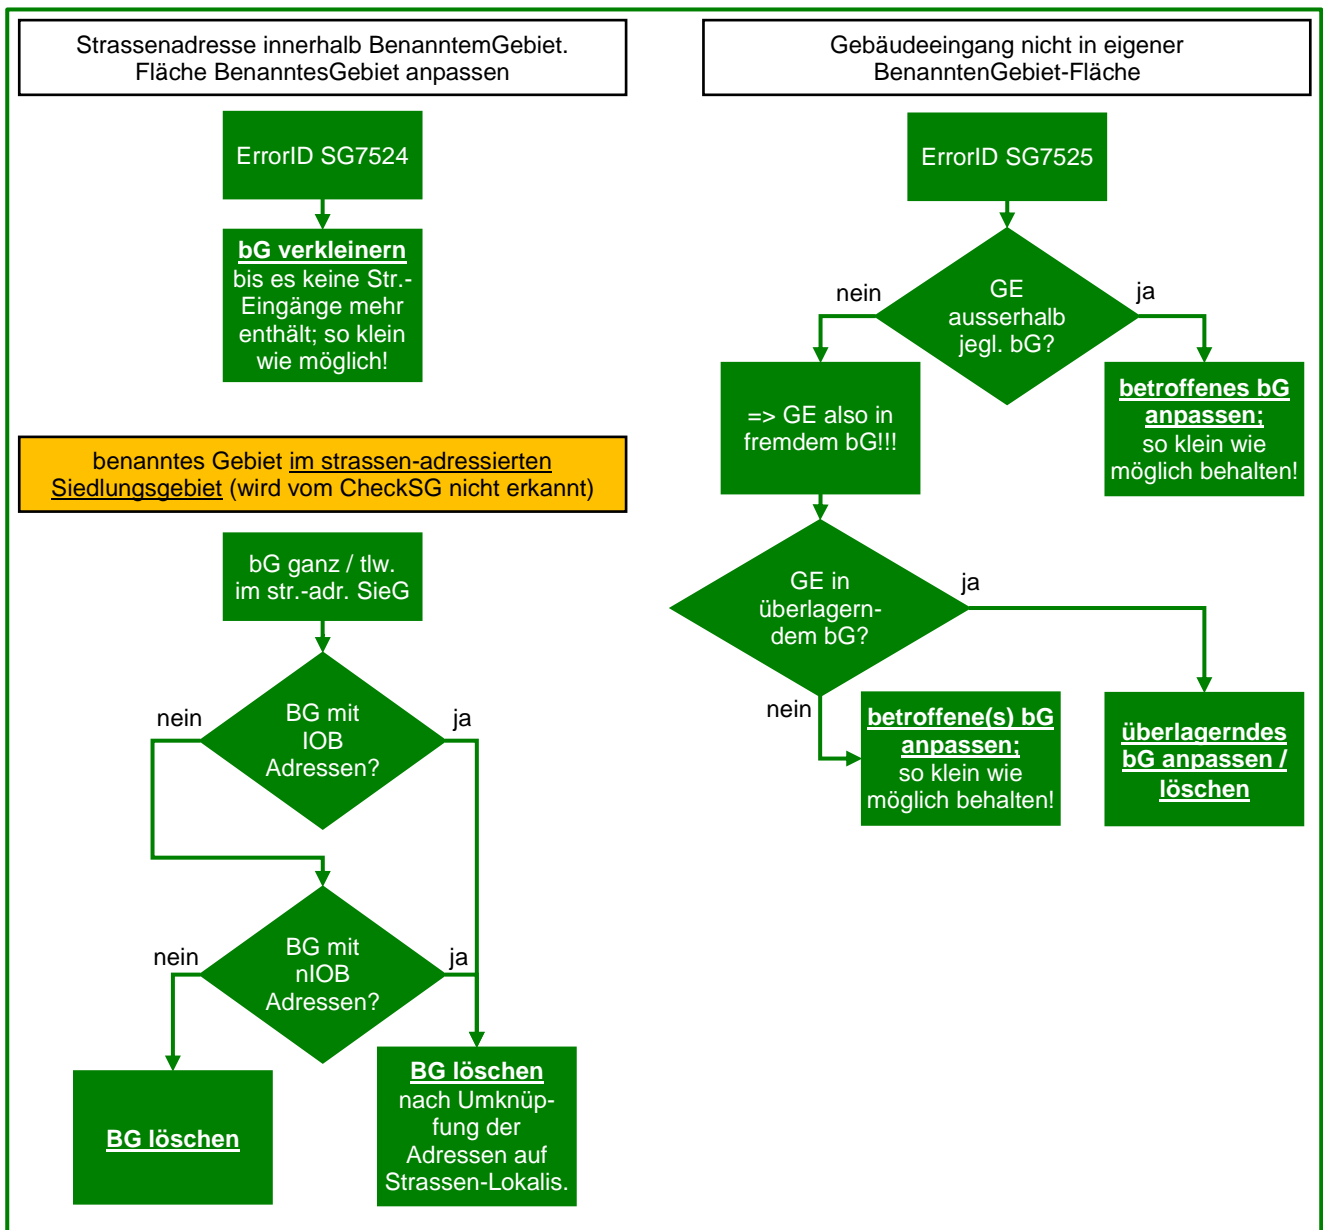 Strassenadresse innerhalb BenanntemGebiet.
Fläche BenanntesGebiet anpassen
ErrorID SG7524
bG verkleinern
bis es keine Str.-
Eingänge mehr
enthält; so klein
wie möglich!
benanntes Gebiet im strassen-adressierten
Siedlungsgebiet (wird vom CheckSG nicht erkannt)
bG ganz / tlw.
im str.-adr. SieG
nein
BG mit
IOB
Adressen?
ja
nein
BG mit
nIOB
Adressen?
ja
BG löschen
BG löschen
nach Umknüp-
fung der
Adressen auf
Strassen-Lokalis.
Gebäudeeingang nicht in eigener
BenanntenGebiet-Fläche
ErrorID SG7525
nein
GE
ausserhalb
jegl. bG?
ja
=> GE also in
fremdem bG!!!
betroffenes bG
anpassen;
so klein wie
möglich behalten!
GE in
überlagern-
dem bG?
ja
nein
betroffene(s) bG
anpassen;
so klein wie
möglich behalten!
überlagerndes
bG anpassen /
löschen